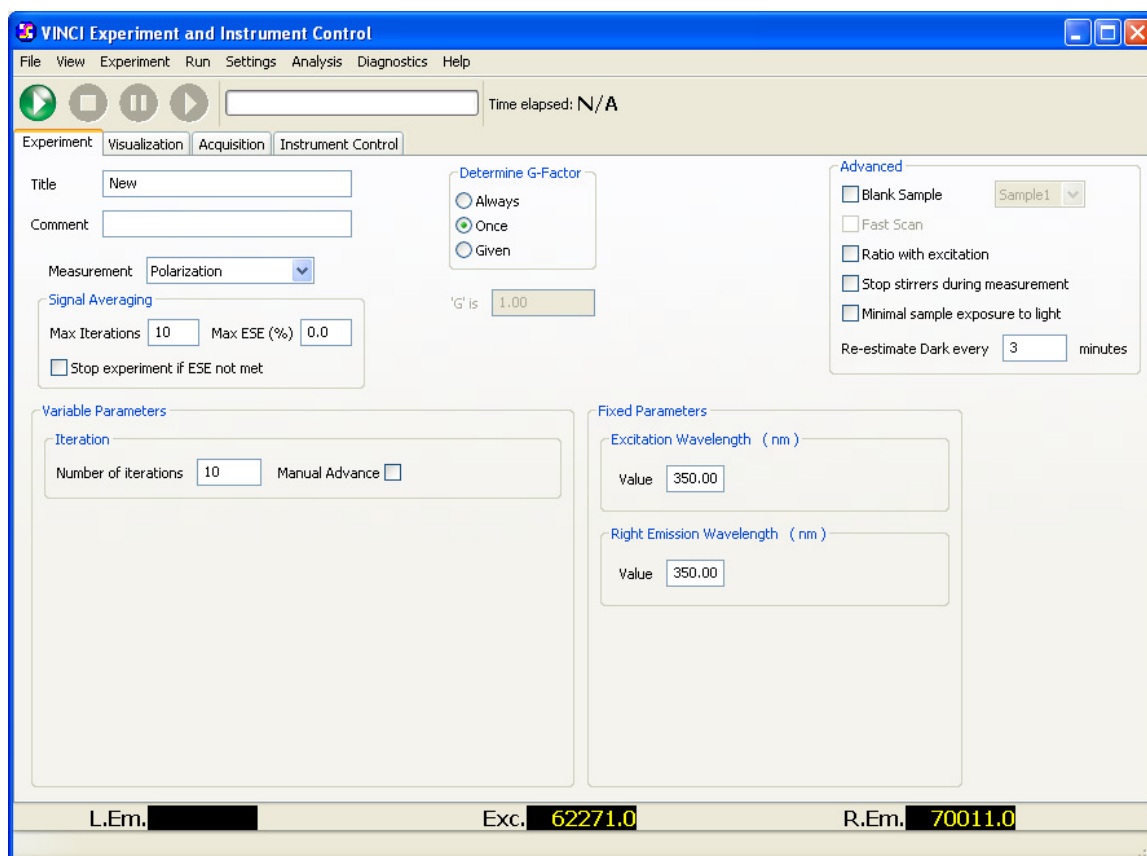 VINCI Experiment and Instrument Control
File View Experiment Run Settings Analysis Diagnostics Help
Time elapsed: N/A
Experiment Visualization Acquisition Instrument Control
Title New
Comment
Measurement Polarization
Signal Averaging
Max Iterations 10 Max ESE (%) 0.0
Stop experiment if ESE not met
Determine G-Factor
Always
Once
Given
'G' is 1.00
Advanced
Blank Sample Sample1
Fast Scan
Ratio with excitation
Stop stirrers during measurement
Minimal sample exposure to light
Re-estimate Dark every 3 minutes
Variable Parameters
Iteration
Number of iterations 10 Manual Advance
Fixed Parameters
Excitation Wavelength ( nm )
Value 350.00
Right Emission Wavelength ( nm )
Value 350.00
L.Em. Exc. 62271.0 R.Em. 70011.0